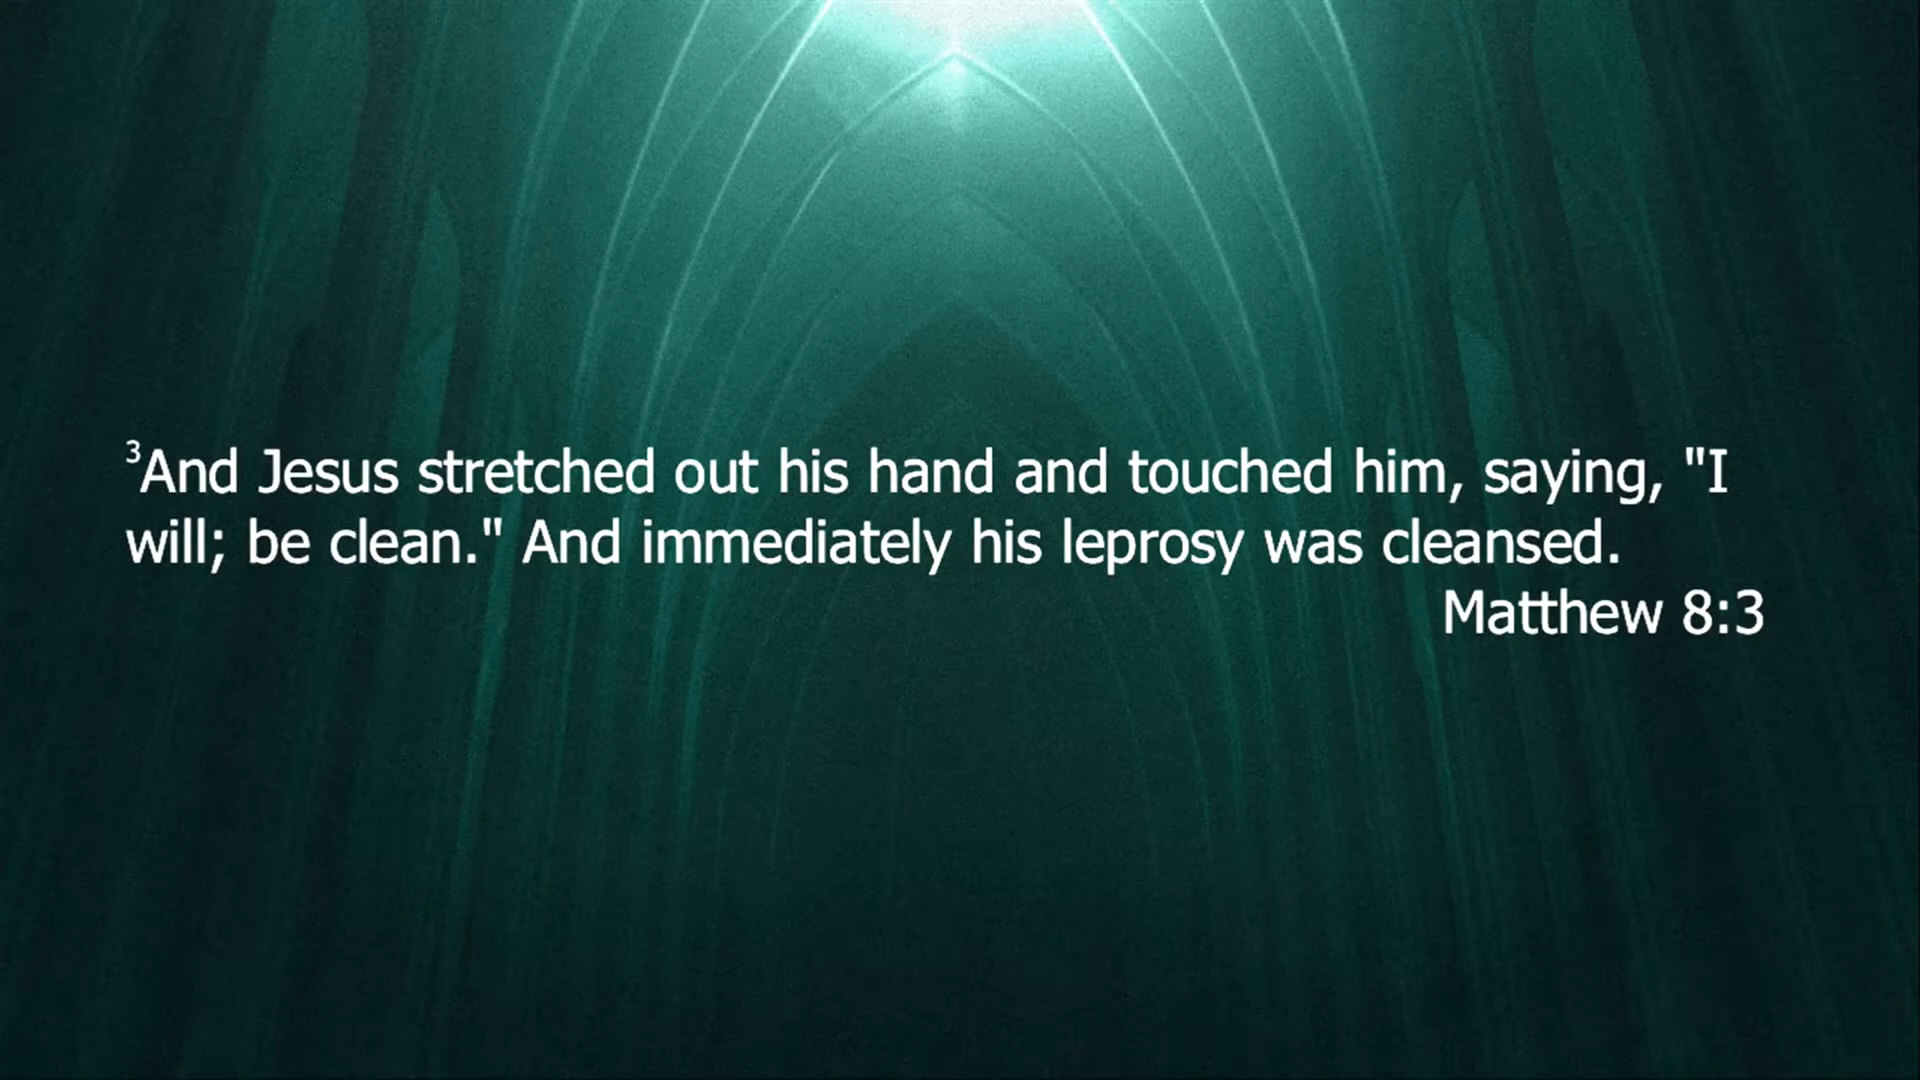 ³And Jesus stretched out his hand and touched him, saying, "I
will; be clean." And immediately his leprosy was cleansed.
Matthew 8:3